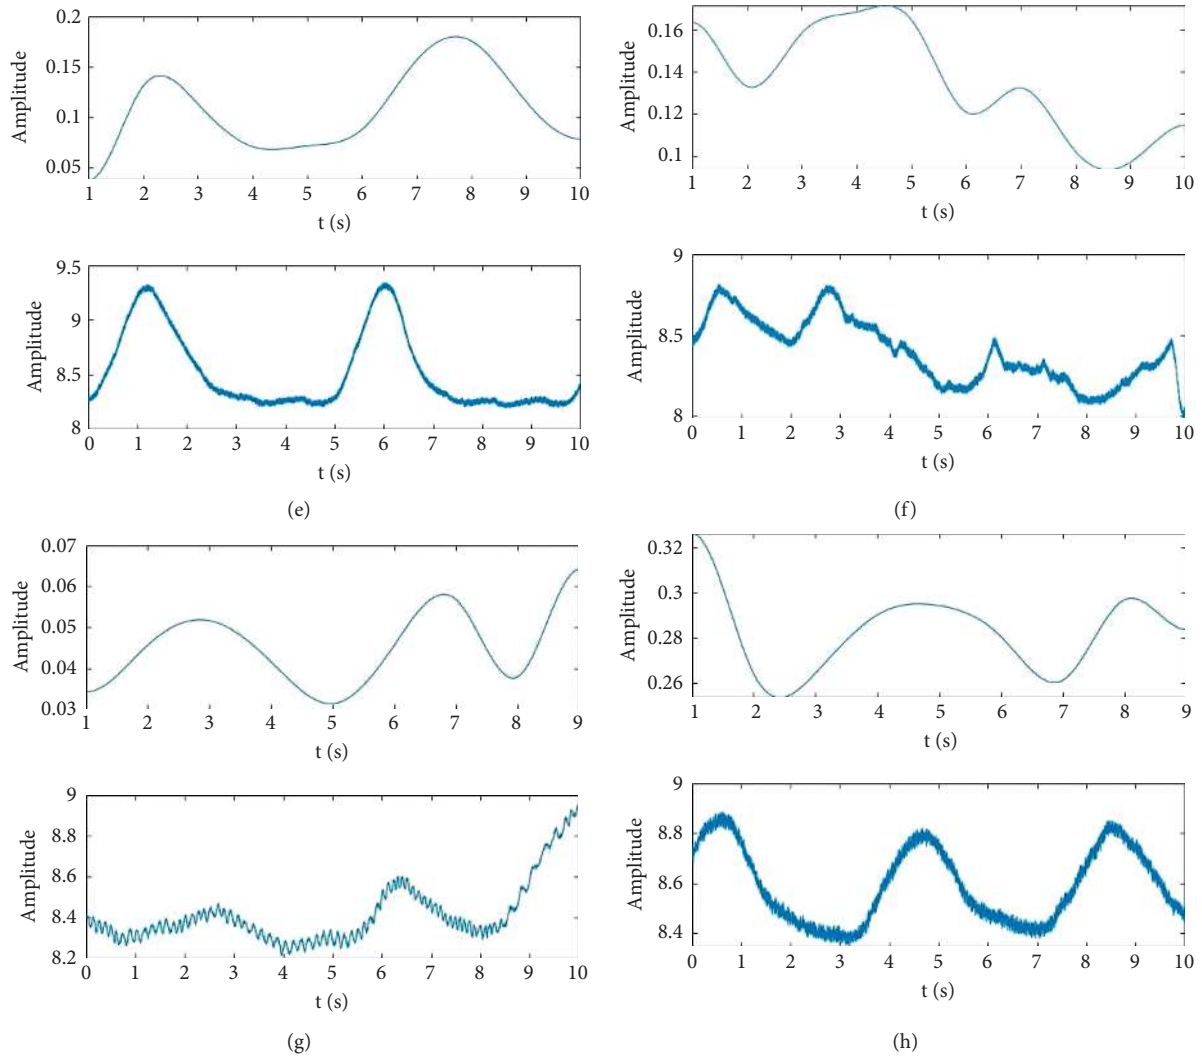 0.2
0.15
0.1
0.05
Amplitude
1 2 3 4 5 6 7 8 9 10
t (s)
9.5
9
8.5
8
Amplitude
0 1 2 3 4 5 6 7 8 9 10
t (s)
(e)
0.16
0.14
0.12
0.1
Amplitude
1 2 3 4 5 6 7 8 9 10
t (s)
9
8.5
8
Amplitude
0 1 2 3 4 5 6 7 8 9 10
t (s)
(f)
0.07
0.06
0.05
0.04
0.03
Amplitude
1 2 3 4 5 6 7 8 9
t (s)
9
8.8
8.6
8.4
8.2
Amplitude
0 1 2 3 4 5 6 7 8 9 10
t (s)
(g)
0.32
0.3
0.28
0.26
Amplitude
1 2 3 4 5 6 7 8 9
t (s)
9
8.8
8.6
8.4
Amplitude
0 1 2 3 4 5 6 7 8 9 10
t (s)
(h)